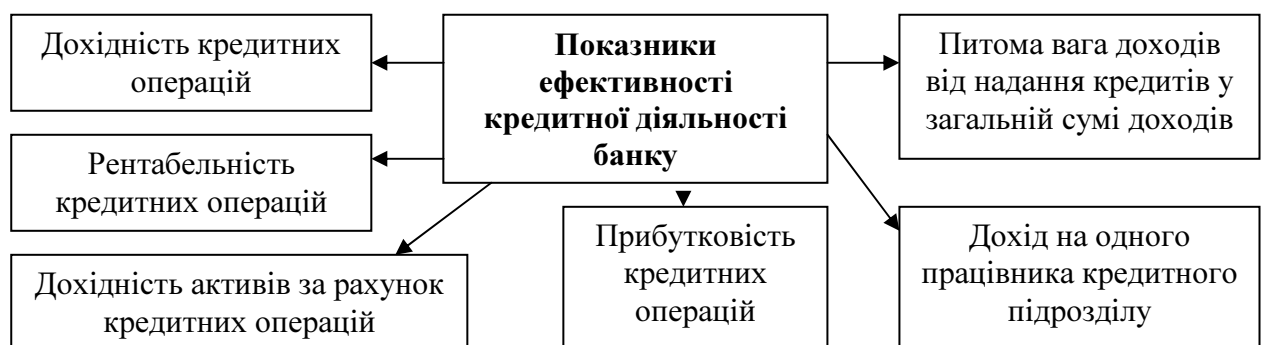 Показники
ефективності
кредитної діяльності
банку
Дохідність кредитних
операцій
Рентабельність
кредитних операцій
Дохідність активів за рахунок
кредитних операцій
Прибутковість
кредитних
операцій
Питома вага доходів
від надання кредитів у
загальній сумі доходів
Дохід на одного
працівника кредитного
підрозділу